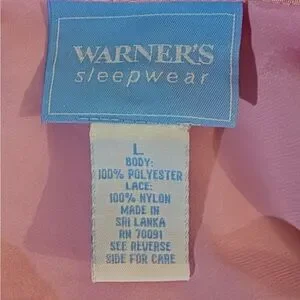 WARNER'S
sleepwear
L
BODY:
100% POLYESTER
LACE:
100% NYLON
MADE IN
SRI LANKA
RN 70091
SEE REVERSE
SIDE FOR CARE